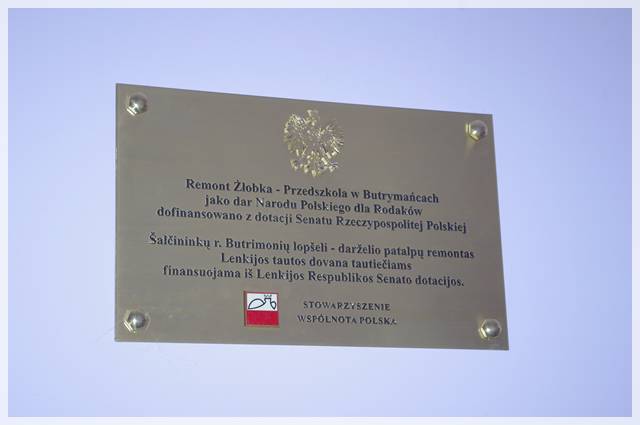 Remont Żłobka - Przedszkola w Butrymańcach
jako dar Narodu Polskiego dla Rodaków
dofinansowano z dotacji Senatu Rzeczypospolitej Polskiej
Šalčininkų r. Butrimonių lopšeli - darželio patalpų remontas
Lenkijos tautos dovana tautiečiams
finansuojama iš Lenkijos Respublikos Senato dotacijos.
STOWARZYSZENIE
WSPÓLNOTA POLSKA